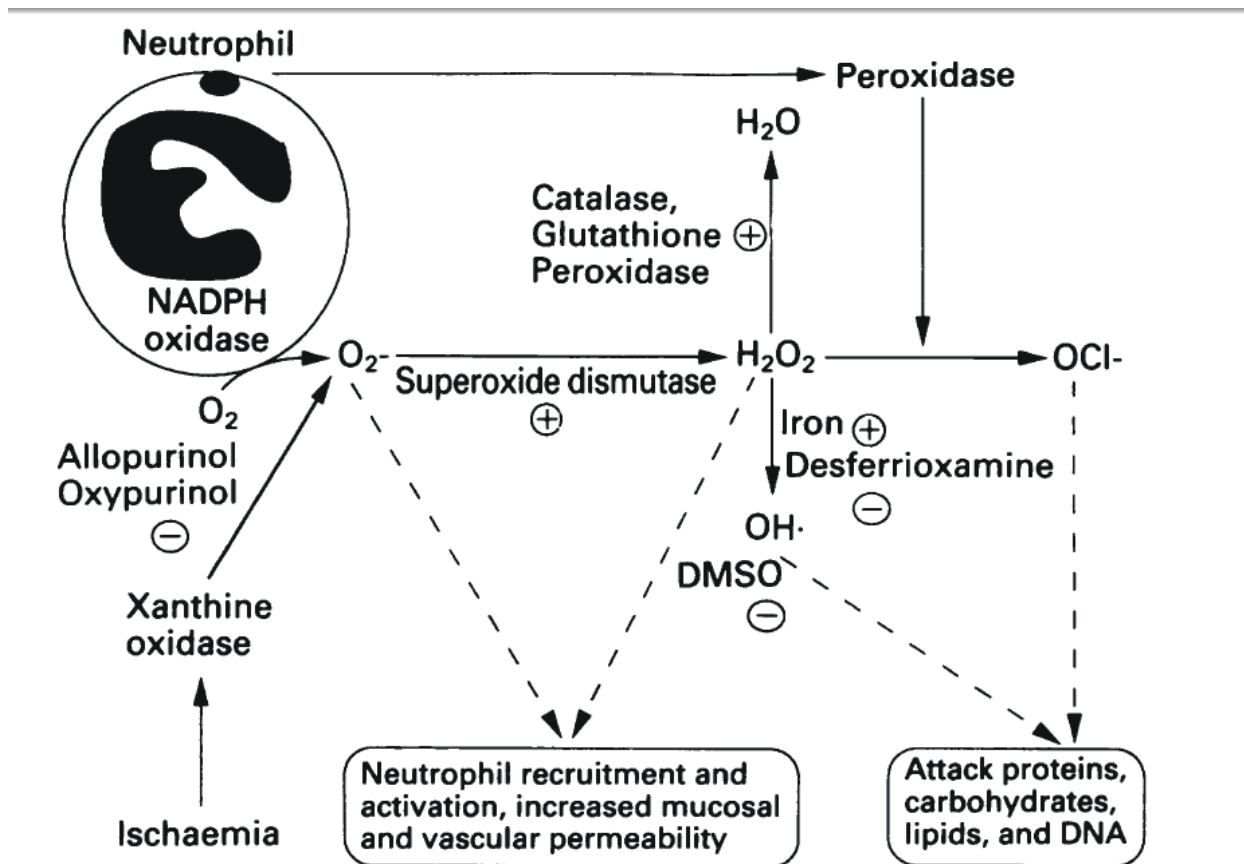 Neutrophil
Peroxidase
H₂O
Catalase,
Glutathione ⊕
Peroxidase
NADPH
oxidase
O₂-
Superoxide dismutase
⊕
H₂O₂
OCl-
O₂
Allopurinol
Oxypurinol
⊖
Iron ⊕
Desferrioxamine
⊖
OH·
DMSO
⊖
Xanthine
oxidase
Ischaemia
Neutrophil recruitment and
activation, increased mucosal
and vascular permeability
Attack proteins,
carbohydrates,
lipids, and DNA